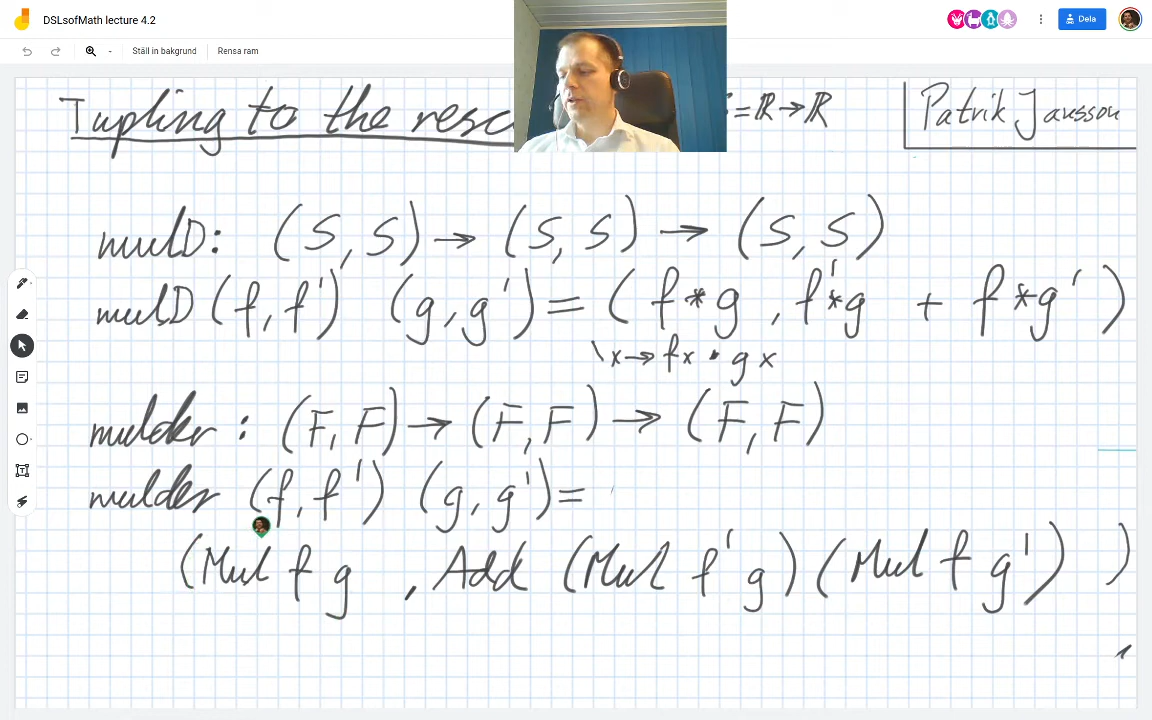 DSLsofMath lecture 4.2
Dela
Ställ in bakgrund Rensa ram
Tupling to the resc = ℝ → ℝ Patrik Jansson
mulD: (S, S) → (S, S) → (S, S)
mulD (f, f') (g, g') = (f * g , f' * g + f * g')
\x → f x · g x
mulder : (F, F) → (F, F) → (F, F)
mulder (f, f') (g, g') =
(Mul f g , Add (Mul f' g) (Mul f g') )